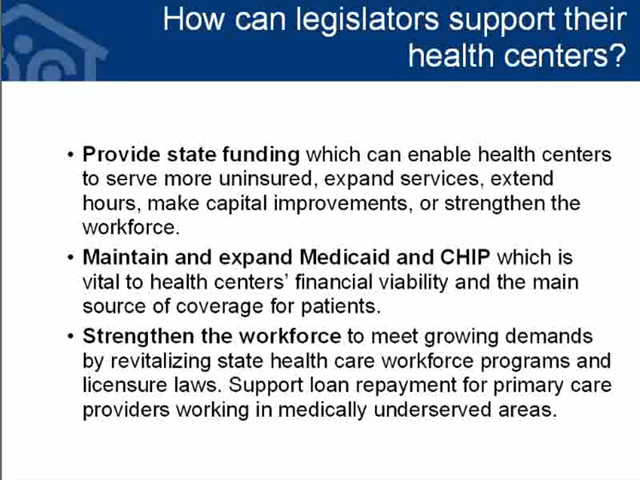 How can legislators support their
health centers?
• Provide state funding which can enable health centers
to serve more uninsured, expand services, extend
hours, make capital improvements, or strengthen the
workforce.
• Maintain and expand Medicaid and CHIP which is
vital to health centers' financial viability and the main
source of coverage for patients.
• Strengthen the workforce to meet growing demands
by revitalizing state health care workforce programs and
licensure laws. Support loan repayment for primary care
providers working in medically underserved areas.